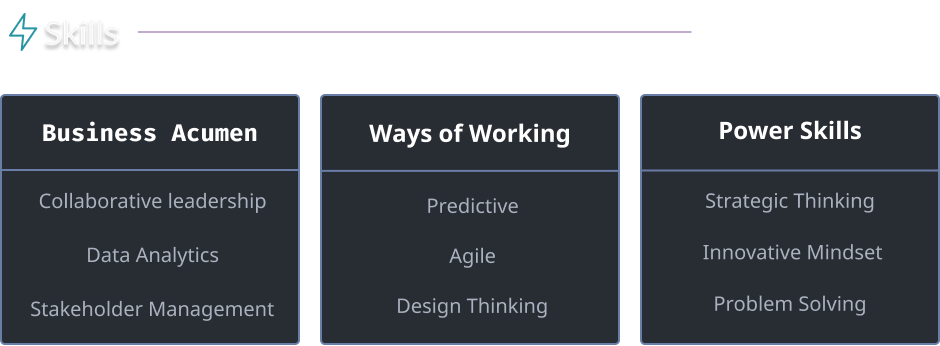 Skills
Business Acumen
Collaborative leadership
Data Analytics
Stakeholder Management
Ways of Working
Predictive
Agile
Design Thinking
Power Skills
Strategic Thinking
Innovative Mindset
Problem Solving